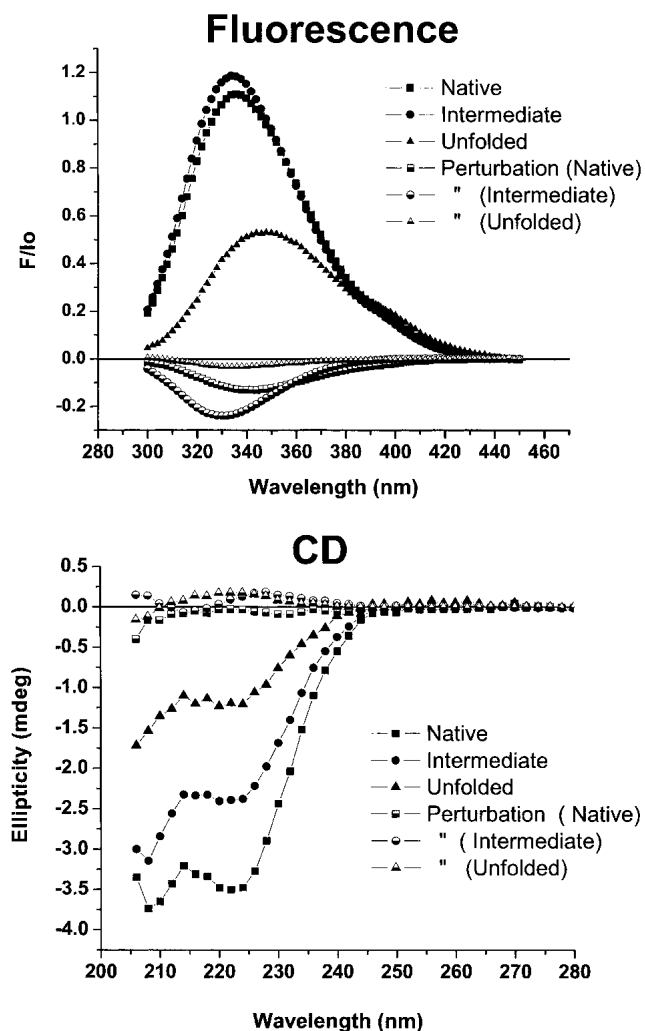 Fluorescence
1.2
1.0
0.8
0.6
0.4
0.2
0.0
-0.2
F/Io
Native
Intermediate
Unfolded
Perturbation (Native)
" (Intermediate)
" (Unfolded)
280 300 320 340 360 380 400 420 440 460
Wavelength (nm)
CD
0.5
0.0
-0.5
-1.0
-1.5
-2.0
-2.5
-3.0
-3.5
-4.0
Ellipticity (mdeg)
Native
Intermediate
Unfolded
Perturbation ( Native)
" ( Intermediate)
" (Unfolded)
200 210 220 230 240 250 260 270 280
Wavelength (nm)